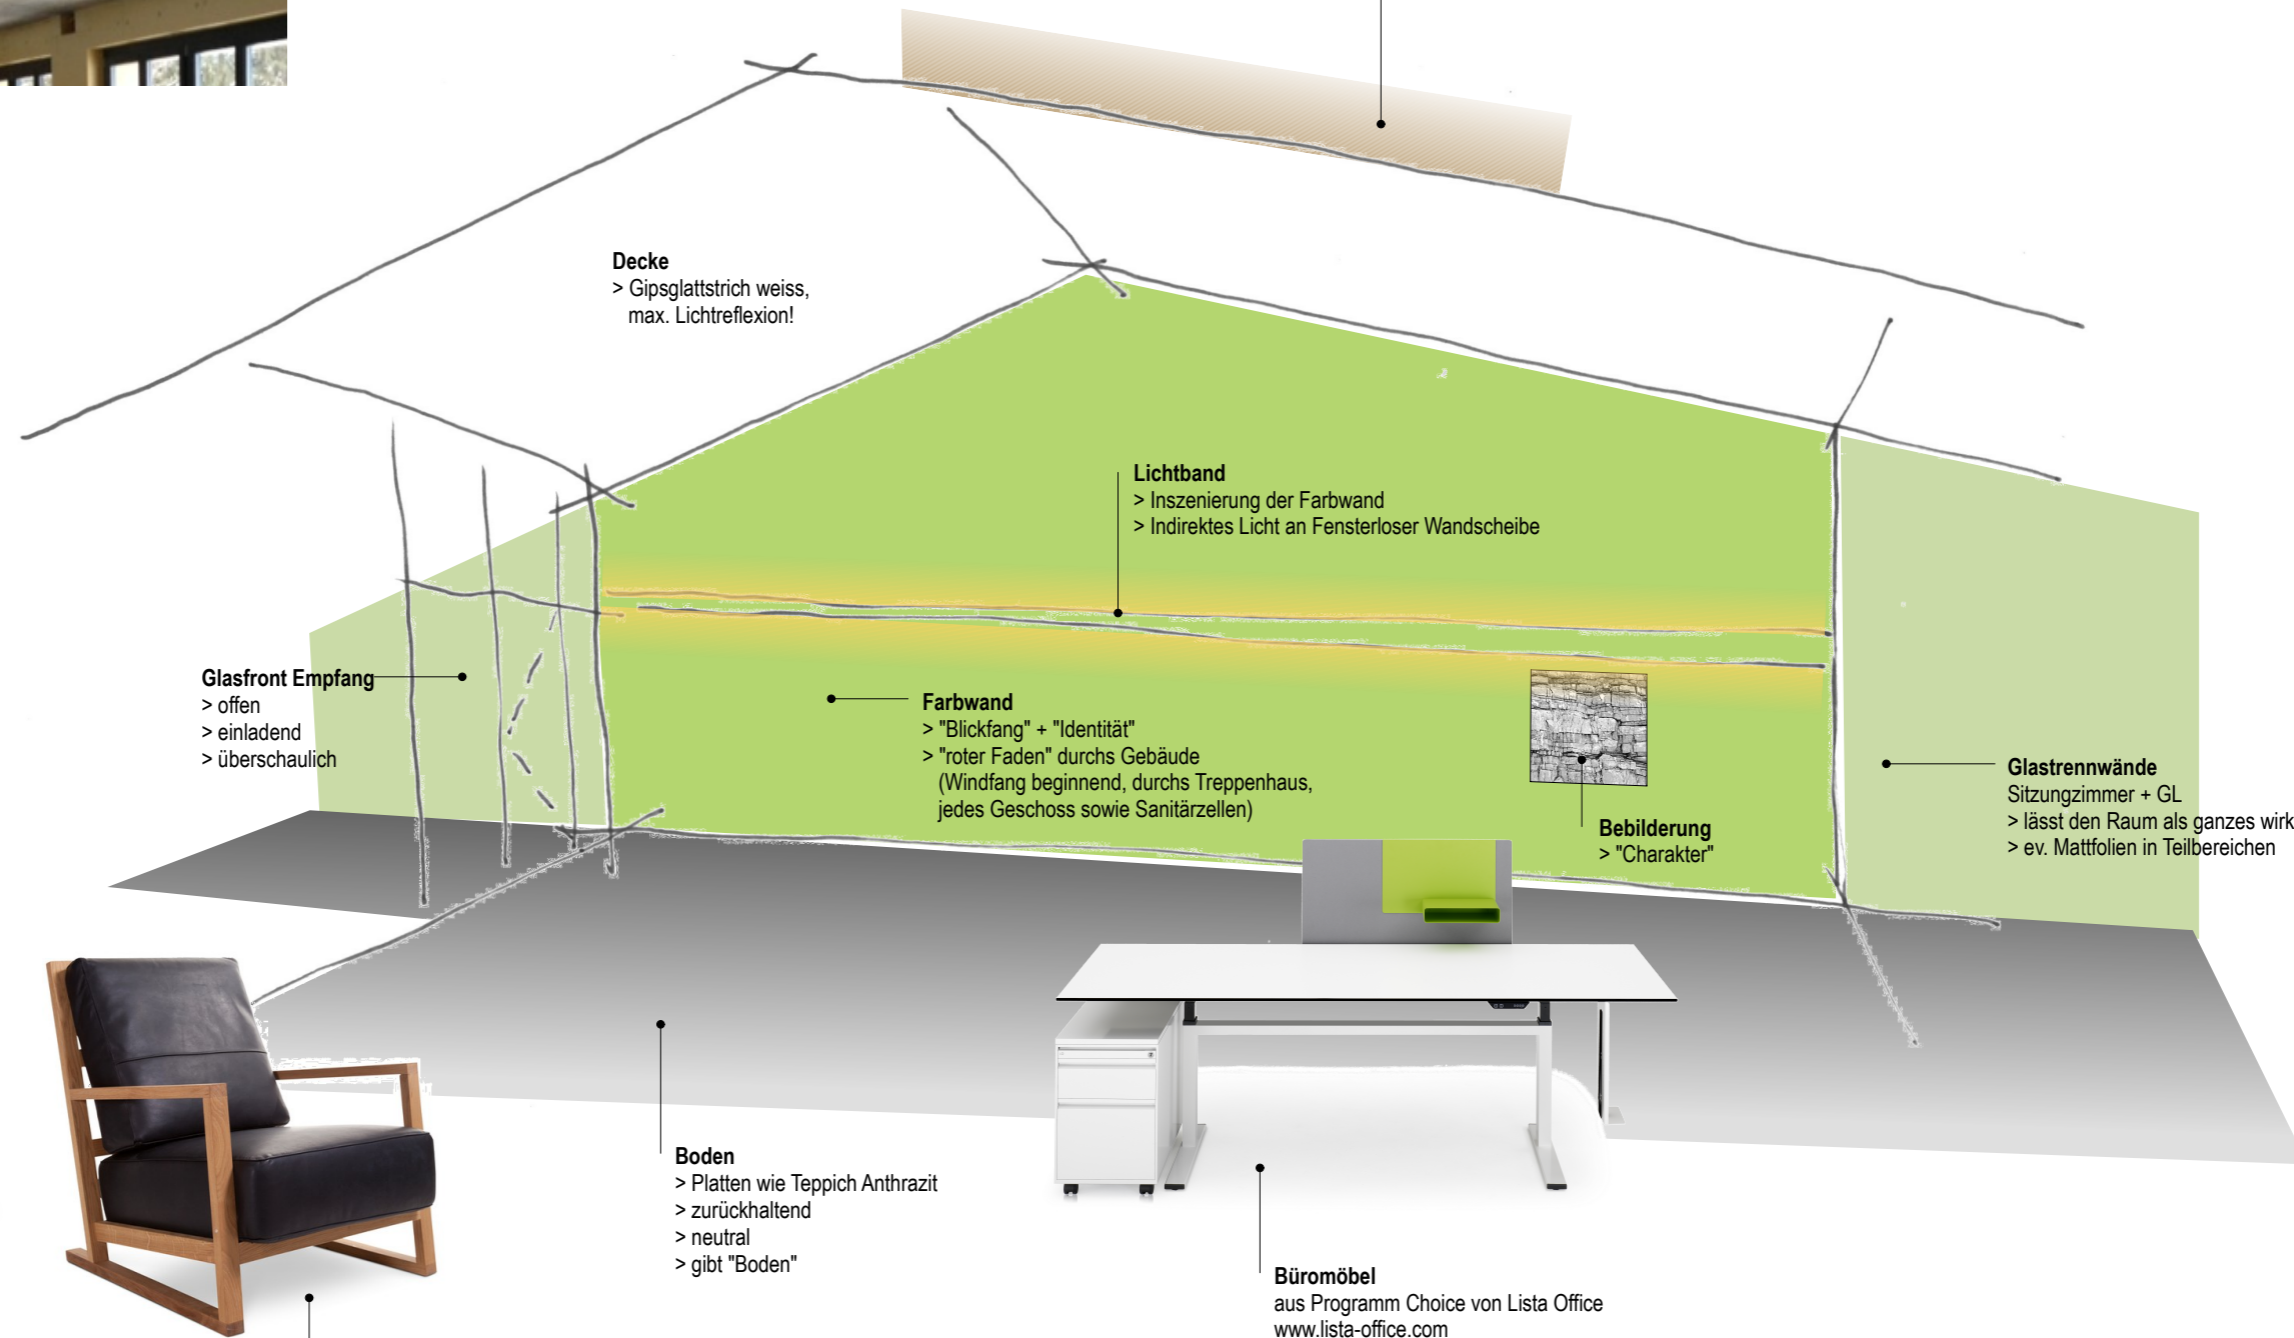 Decke
> Gipsglattstrich weiss,
max. Lichtreflexion!
Lichtband
> Inszenierung der Farbwand
> Indirektes Licht an Fensterloser Wandscheibe
Glasfront Empfang
> offen
> einladend
> überschaulich
Farbwand
> "Blickfang" + "Identität"
> "roter Faden" durchs Gebäude
(Windfang beginnend, durchs Treppenhaus,
jedes Geschoss sowie Sanitärzellen)
Bebilderung
> "Charakter"
Glastrennwände
Sitzungzimmer + GL
> lässt den Raum als ganzes wirk
> ev. Mattfolien in Teilbereichen
Boden
> Platten wie Teppich Anthrazit
> zurückhaltend
> neutral
> gibt "Boden"
Büromöbel
aus Programm Choice von Lista Office
www.lista-office.com